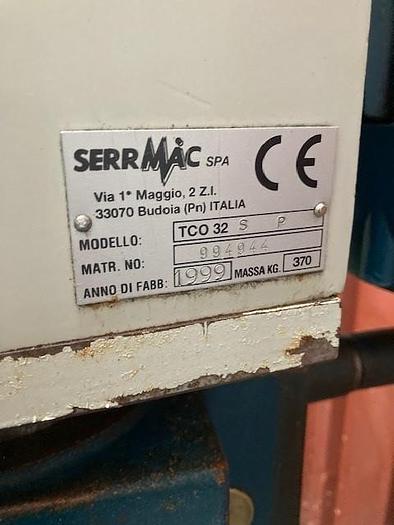 SERRMÀC SPA CE
Via 1° Maggio, 2 Z.I.
33070 Budoia (Pn) ITALIA
MODELLO: TCO 32 S P
MATR. NO: 994944
ANNO DI FABB: 1999 MASSA KG. 370